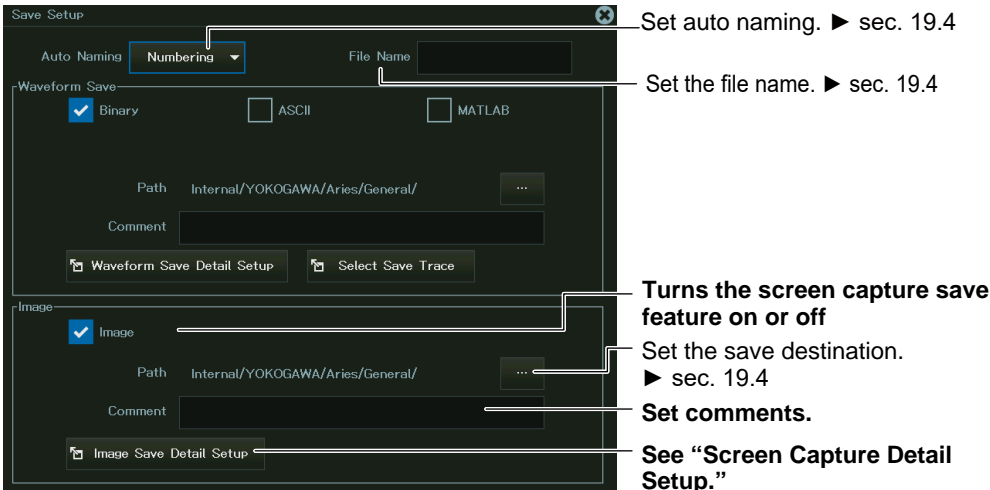 Save Setup
Set auto naming. ► sec. 19.4
Auto Naming Numbering File Name
Set the file name. ► sec. 19.4
Waveform Save
Binary ASCII MATLAB
Path Internal/YOKOGAWA/Aries/General/ ...
Comment
Waveform Save Detail Setup Select Save Trace
Image
Turns the screen capture save
feature on or off
Image
Set the save destination.
► sec. 19.4
Path Internal/YOKOGAWA/Aries/General/ ...
Comment
Set comments.
Image Save Detail Setup
See “Screen Capture Detail
Setup.”